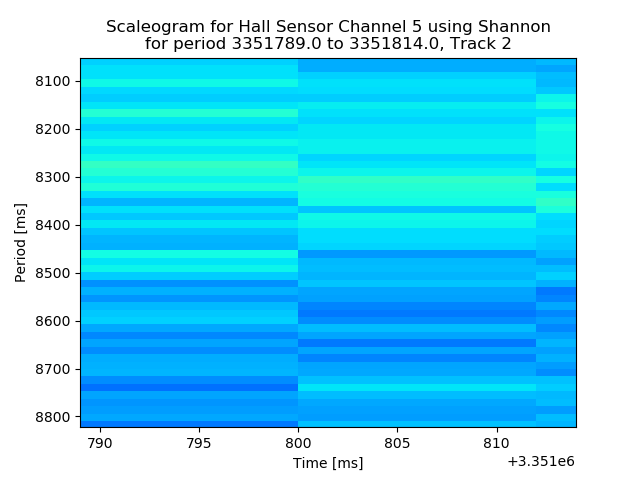 Scaleogram for Hall Sensor Channel 5 using Shannon
for period 3351789.0 to 3351814.0, Track 2
8100
8200
8300
8400
8500
8600
8700
8800
Period [ms]
790 795 800 805 810
Time [ms]
+3.351e6